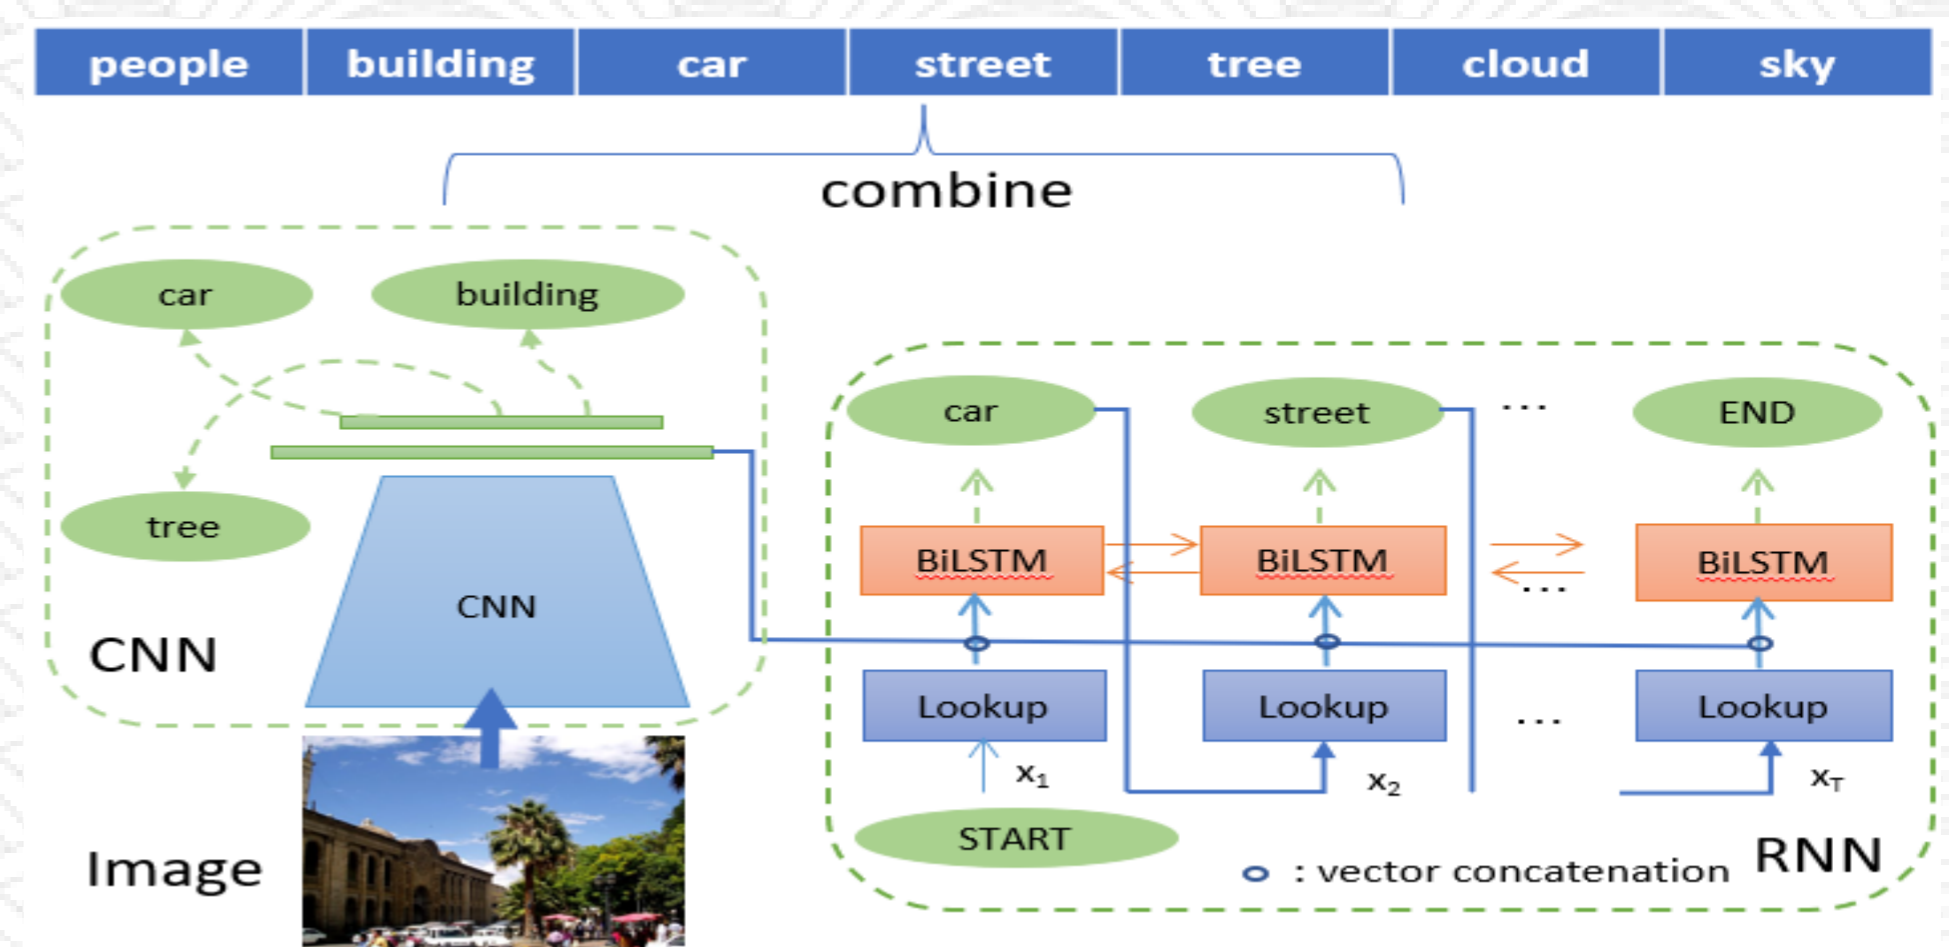 people building car street tree cloud sky
combine
car building
tree
CNN
CNN
Image
car street ... END
BiLSTM BiLSTM ... BiLSTM
Lookup Lookup ... Lookup
x₁ x₂ x_T
START
: vector concatenation
RNN